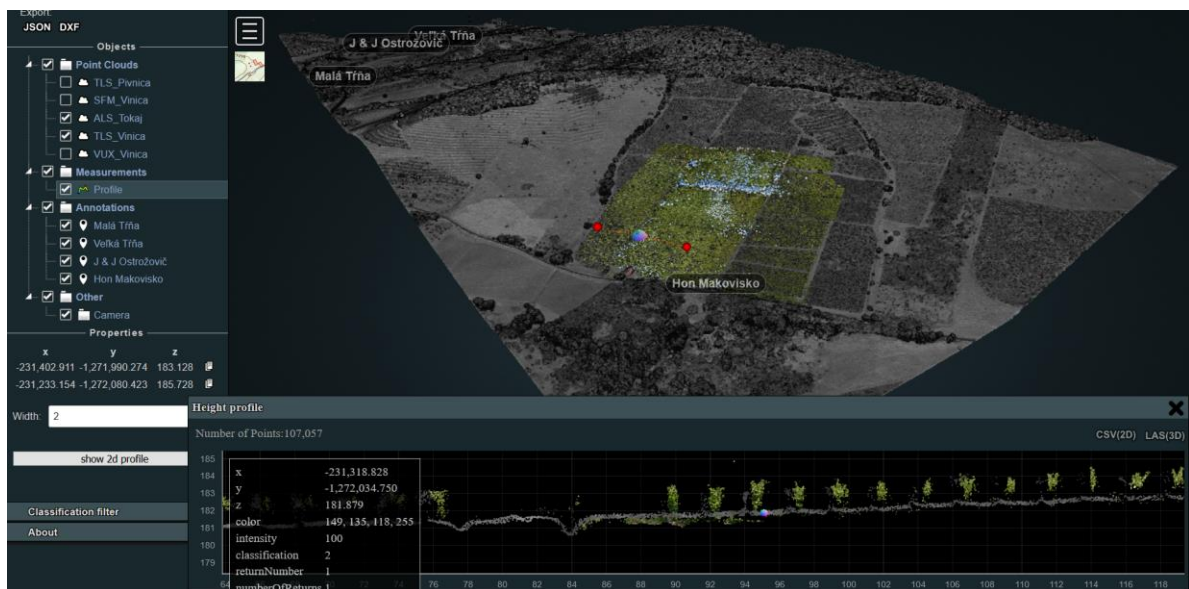 Export:
JSON DXF
Objects
Point Clouds
TLS_Pivnica
SFM_Vinica
ALS_Tokaj
TLS_Vinica
VUX_Vinica
Measurements
Profile
Annotations
Malá Tŕňa
Veľká Tŕňa
J & J Ostrožovič
Hon Makovisko
Other
Camera
Properties
x y z
-231,402.911 -1,271,990.274 183.128
-231,233.154 -1,272,080.423 185.728
Width: 2
show 2d profile
Classification filter
About
Veľká Tŕňa
J & J Ostrožovič
Malá Tŕňa
Hon Makovisko
Height profile
Number of Points:107,057
CSV(2D) LAS(3D)
185
184
183
182
181
180
179
x -231,318.828
y -1,272,034.750
z 181.879
color 149, 135, 118, 255
intensity 100
classification 2
returnNumber 1
numberOfReturns 1
64 72 74 76 78 80 82 84 86 88 90 92 94 96 98 100 102 104 106 108 110 112 114 116 118